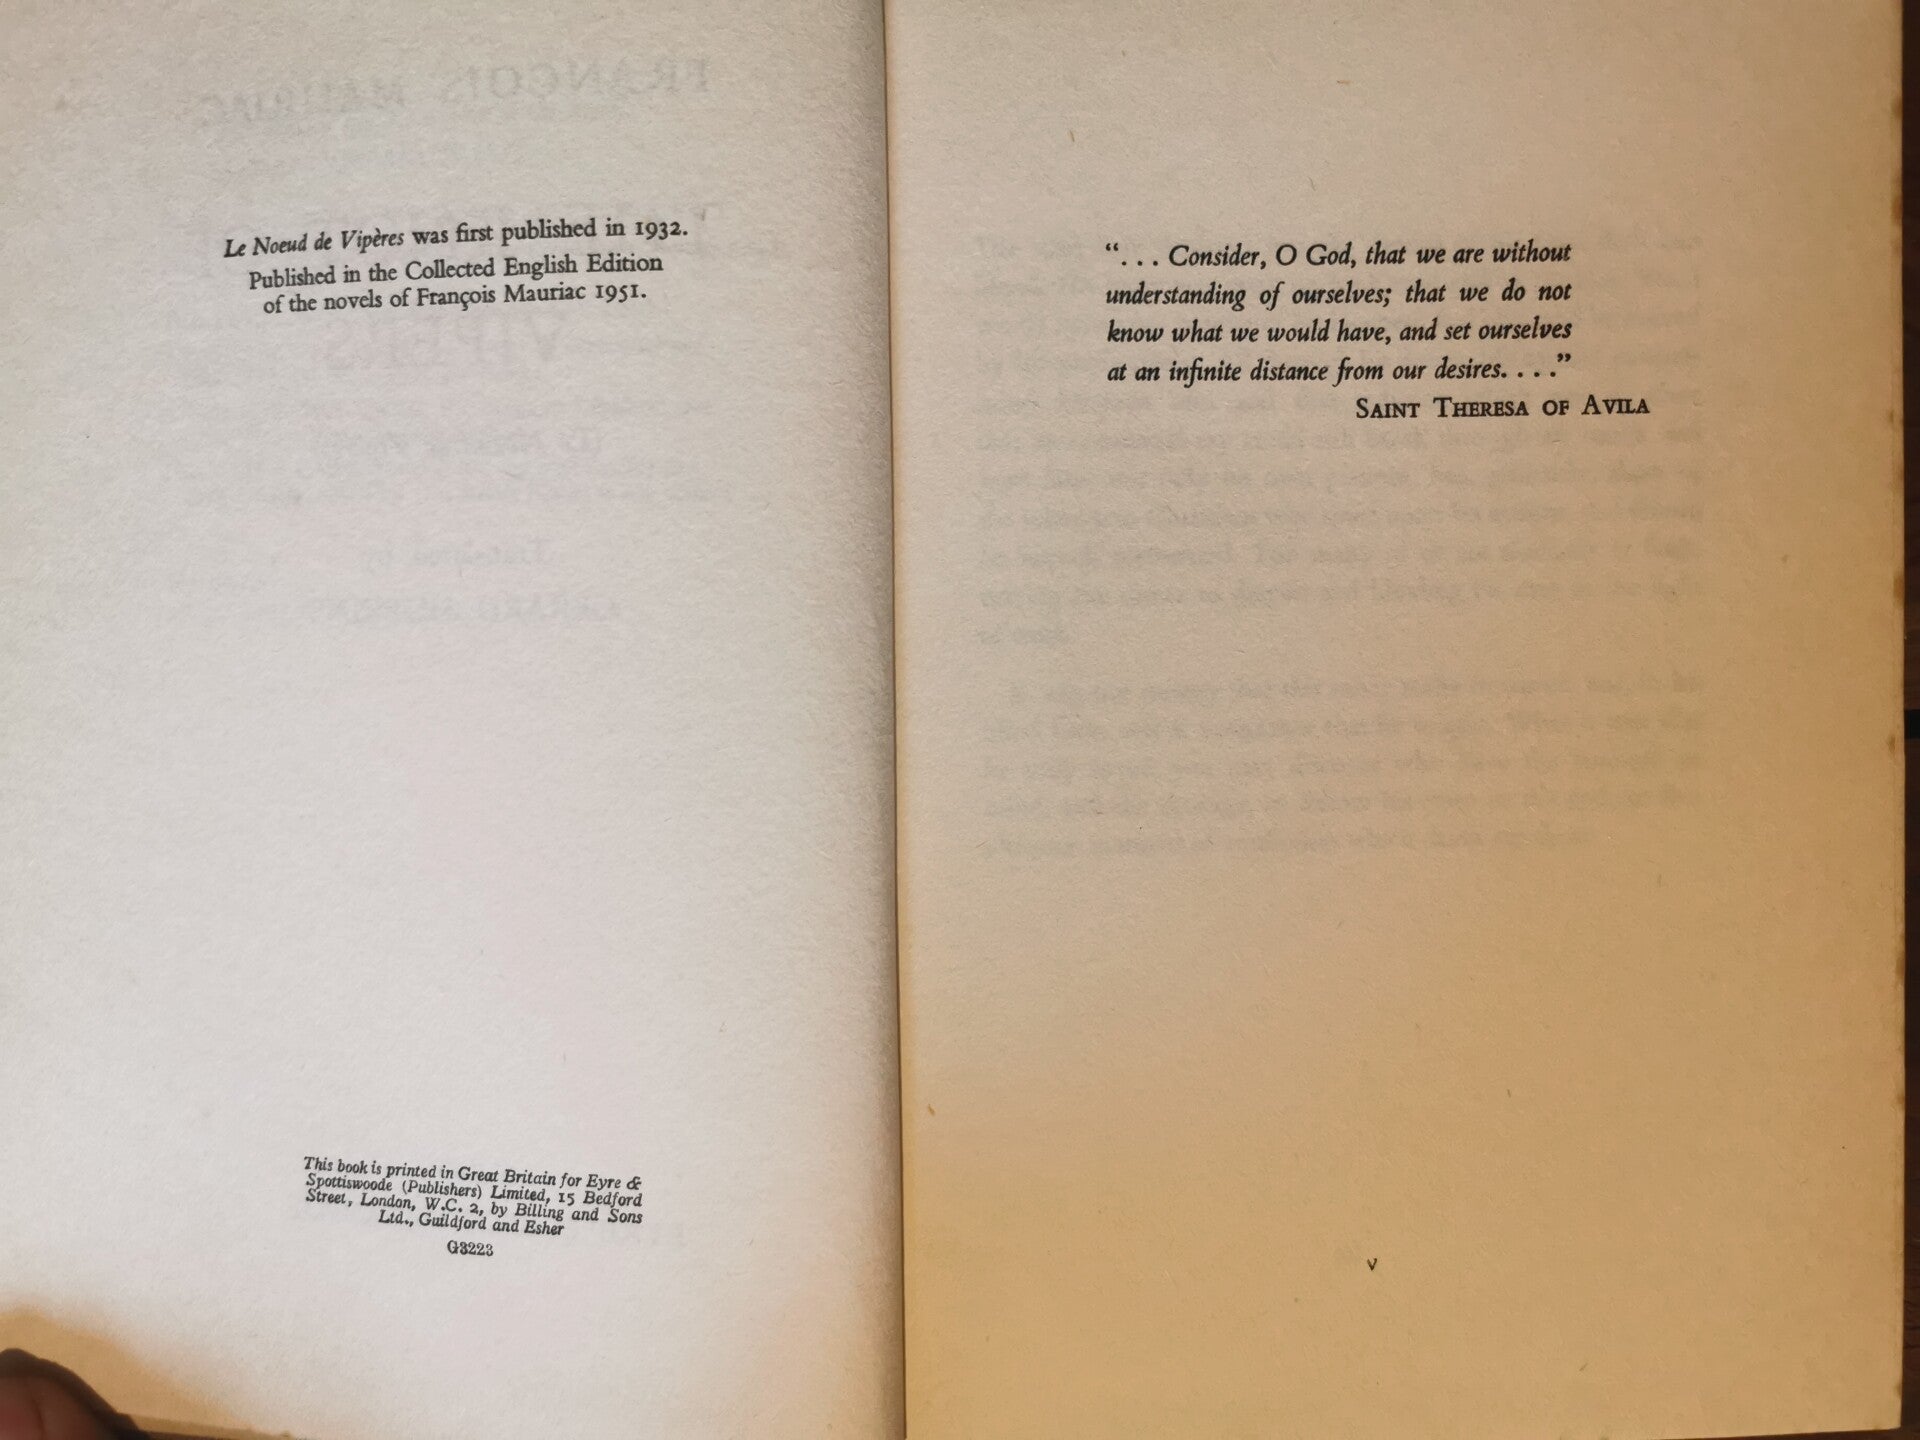 Le Noeud de Vipères was first published in 1932.
Published in the Collected English Edition
of the novels of François Mauriac 1951.
This book is printed in Great Britain for Eyre &
Spottiswoode (Publishers) Limited, 15 Bedford
Street, London, W.C. 2, by Billing and Sons
Ltd., Guildford and Esher
G3223
“. . . Consider, O God, that we are without
understanding of ourselves; that we do not
know what we would have, and set ourselves
at an infinite distance from our desires. . . .”
SAINT THERESA OF AVILA
v